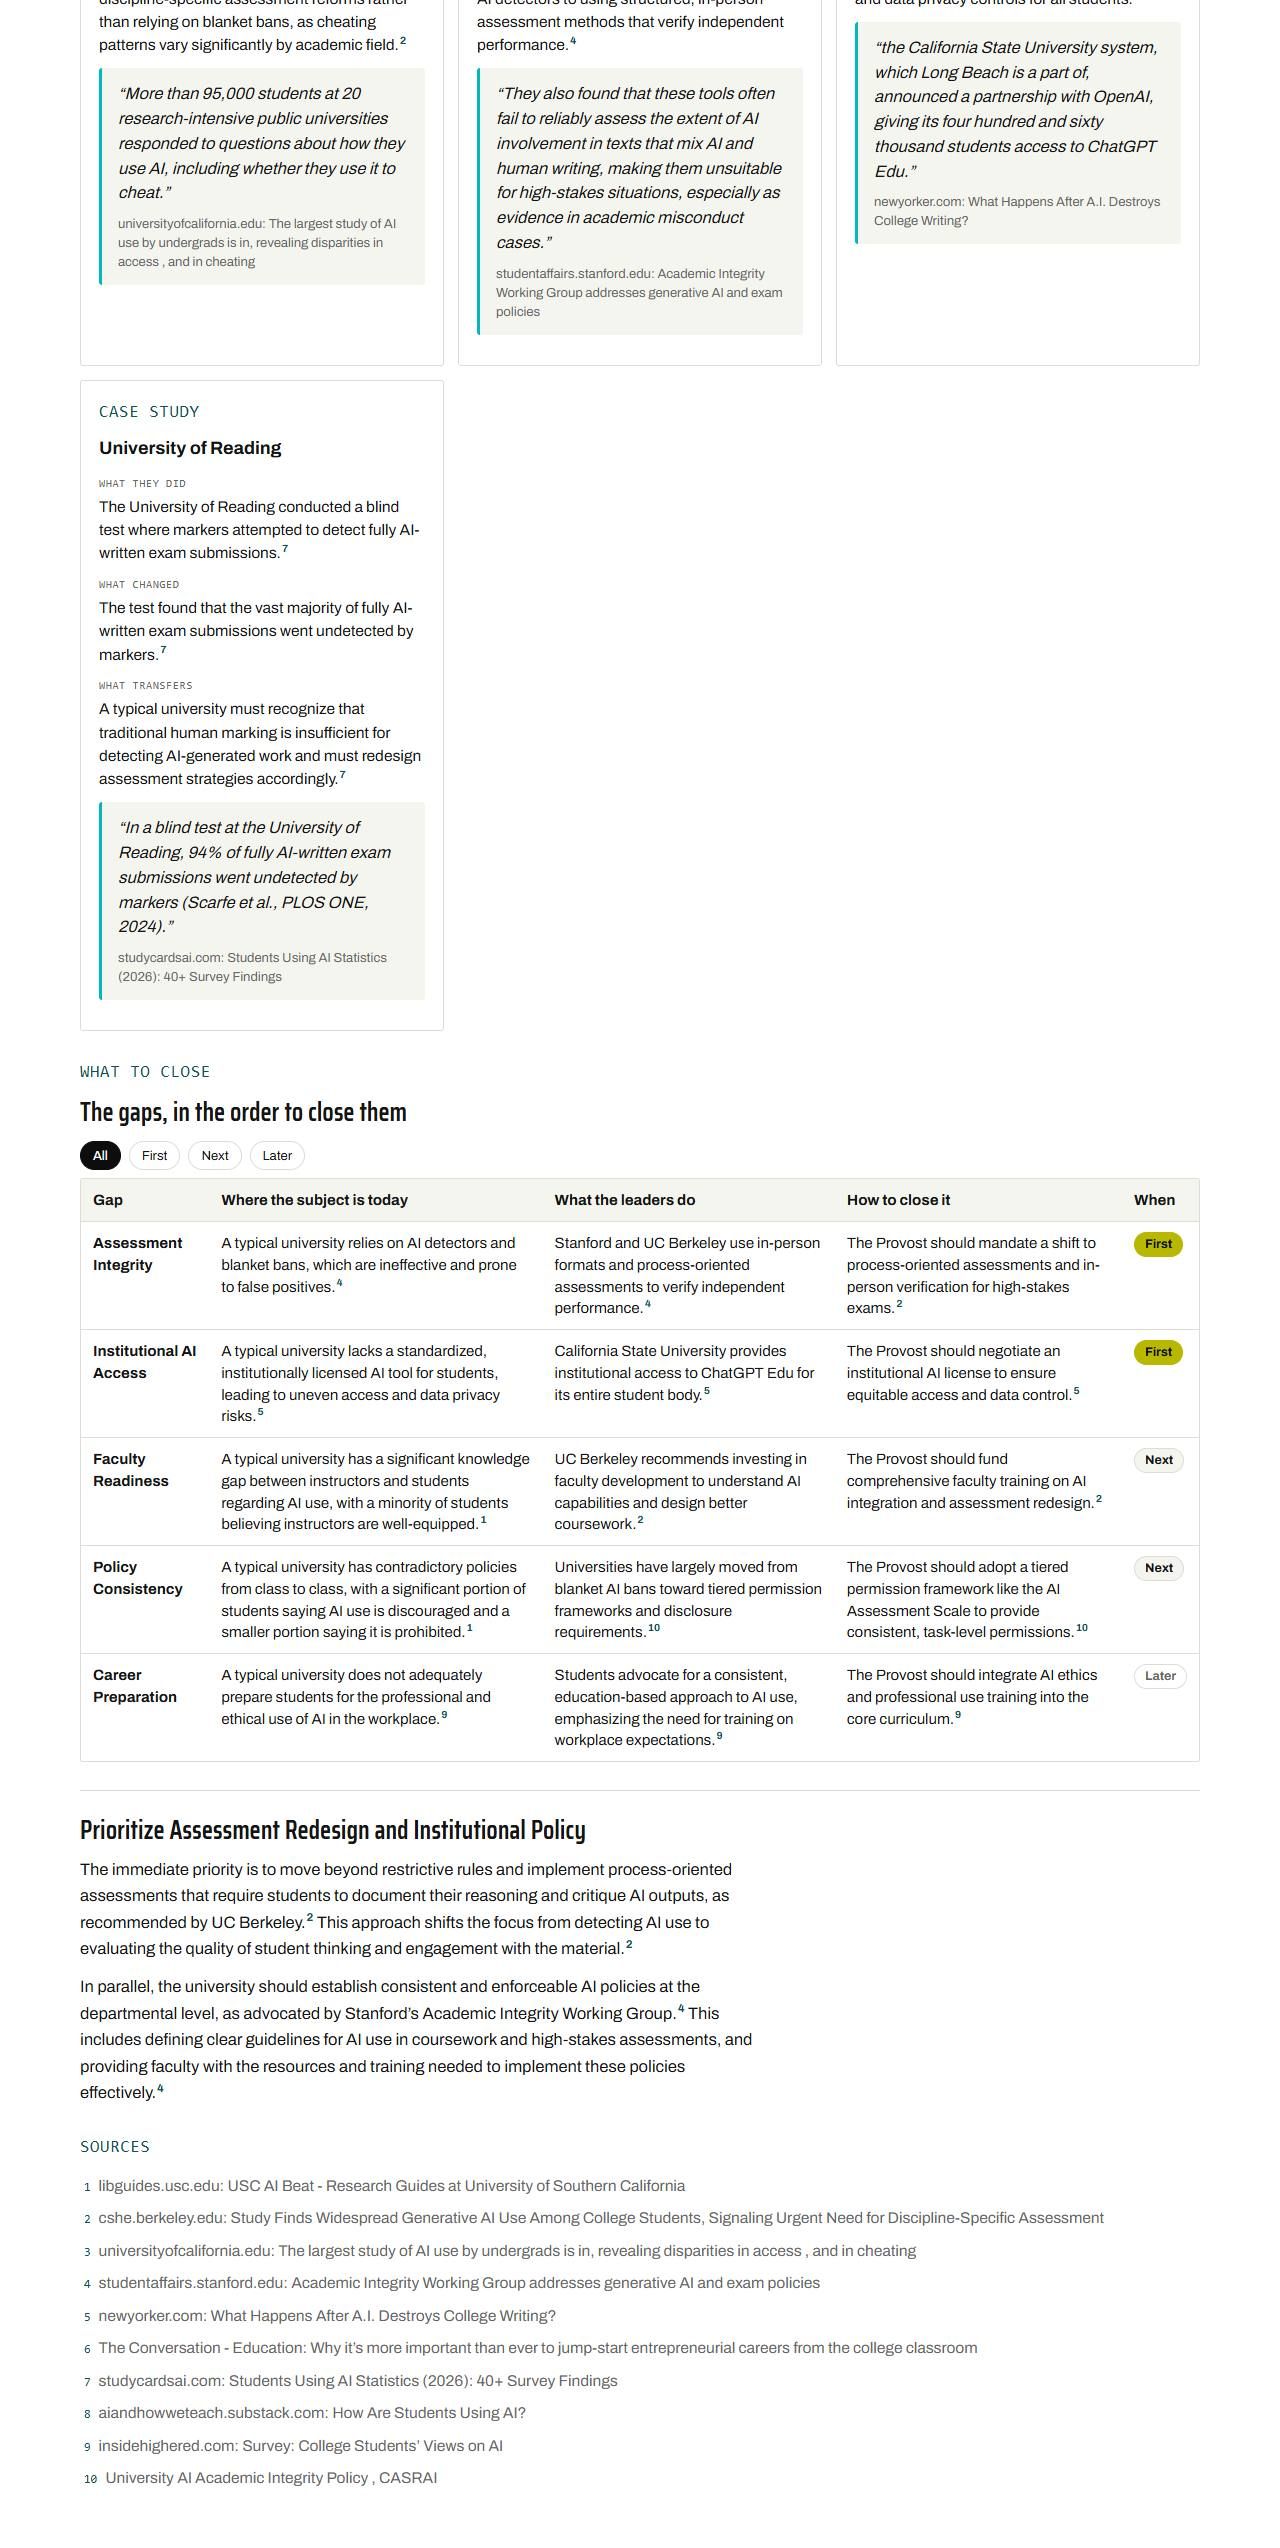 discipline-specific assessment reforms rather
than relying on blanket bans, as cheating
patterns vary significantly by academic field.2
“More than 95,000 students at 20
research-intensive public universities
responded to questions about how they
use AI, including whether they use it to
cheat.”
universityofcalifornia.edu: The largest study of AI
use by undergrads is in, revealing disparities in
access , and in cheating
AI detectors to using structured, in-person
assessment methods that verify independent
performance.4
“They also found that these tools often
fail to reliably assess the extent of AI
involvement in texts that mix AI and
human writing, making them unsuitable
for high-stakes situations, especially as
evidence in academic misconduct
cases.”
studentaffairs.stanford.edu: Academic Integrity
Working Group addresses generative AI and exam
policies
and data privacy controls for all students.
“the California State University system,
which Long Beach is a part of,
announced a partnership with OpenAI,
giving its four hundred and sixty
thousand students access to ChatGPT
Edu.”
newyorker.com: What Happens After A.I. Destroys
College Writing?
CASE STUDY
University of Reading
WHAT THEY DID
The University of Reading conducted a blind
test where markers attempted to detect fully AI-
written exam submissions.7
WHAT CHANGED
The test found that the vast majority of fully AI-
written exam submissions went undetected by
markers.7
WHAT TRANSFERS
A typical university must recognize that
traditional human marking is insufficient for
detecting AI-generated work and must redesign
assessment strategies accordingly.7
“In a blind test at the University of
Reading, 94% of fully AI-written exam
submissions went undetected by
markers (Scarfe et al., PLOS ONE,
2024).”
studycardsai.com: Students Using AI Statistics
(2026): 40+ Survey Findings
WHAT TO CLOSE
The gaps, in the order to close them
All First Next Later
Gap Where the subject is today What the leaders do How to close it When
Assessment
Integrity
A typical university relies on AI detectors and
blanket bans, which are ineffective and prone
to false positives.4
Stanford and UC Berkeley use in-person
formats and process-oriented
assessments to verify independent
performance.4
The Provost should mandate a shift to
process-oriented assessments and in-
person verification for high-stakes
exams.2
First
Institutional AI
Access
A typical university lacks a standardized,
institutionally licensed AI tool for students,
leading to uneven access and data privacy
risks.5
California State University provides
institutional access to ChatGPT Edu for
its entire student body.5
The Provost should negotiate an
institutional AI license to ensure
equitable access and data control.5
First
Faculty
Readiness
A typical university has a significant knowledge
gap between instructors and students
regarding AI use, with a minority of students
believing instructors are well-equipped.1
UC Berkeley recommends investing in
faculty development to understand AI
capabilities and design better
coursework.2
The Provost should fund
comprehensive faculty training on AI
integration and assessment redesign.2
Next
Policy
Consistency
A typical university has contradictory policies
from class to class, with a significant portion of
students saying AI use is discouraged and a
smaller portion saying it is prohibited.1
Universities have largely moved from
blanket AI bans toward tiered permission
frameworks and disclosure
requirements.10
The Provost should adopt a tiered
permission framework like the AI
Assessment Scale to provide
consistent, task-level permissions.10
Next
Career
Preparation
A typical university does not adequately
prepare students for the professional and
ethical use of AI in the workplace.9
Students advocate for a consistent,
education-based approach to AI use,
emphasizing the need for training on
workplace expectations.9
The Provost should integrate AI ethics
and professional use training into the
core curriculum.9
Later
Prioritize Assessment Redesign and Institutional Policy
The immediate priority is to move beyond restrictive rules and implement process-oriented
assessments that require students to document their reasoning and critique AI outputs, as
recommended by UC Berkeley.2 This approach shifts the focus from detecting AI use to
evaluating the quality of student thinking and engagement with the material.2
In parallel, the university should establish consistent and enforceable AI policies at the
departmental level, as advocated by Stanford’s Academic Integrity Working Group.4 This
includes defining clear guidelines for AI use in coursework and high-stakes assessments, and
providing faculty with the resources and training needed to implement these policies
effectively.4
SOURCES
1 libguides.usc.edu: USC AI Beat - Research Guides at University of Southern California
2 cshe.berkeley.edu: Study Finds Widespread Generative AI Use Among College Students, Signaling Urgent Need for Discipline-Specific Assessment
3 universityofcalifornia.edu: The largest study of AI use by undergrads is in, revealing disparities in access , and in cheating
4 studentaffairs.stanford.edu: Academic Integrity Working Group addresses generative AI and exam policies
5 newyorker.com: What Happens After A.I. Destroys College Writing?
6 The Conversation - Education: Why it’s more important than ever to jump-start entrepreneurial careers from the college classroom
7 studycardsai.com: Students Using AI Statistics (2026): 40+ Survey Findings
8 aiandhowweteach.substack.com: How Are Students Using AI?
9 insidehighered.com: Survey: College Students’ Views on AI
10 University AI Academic Integrity Policy , CASRAI